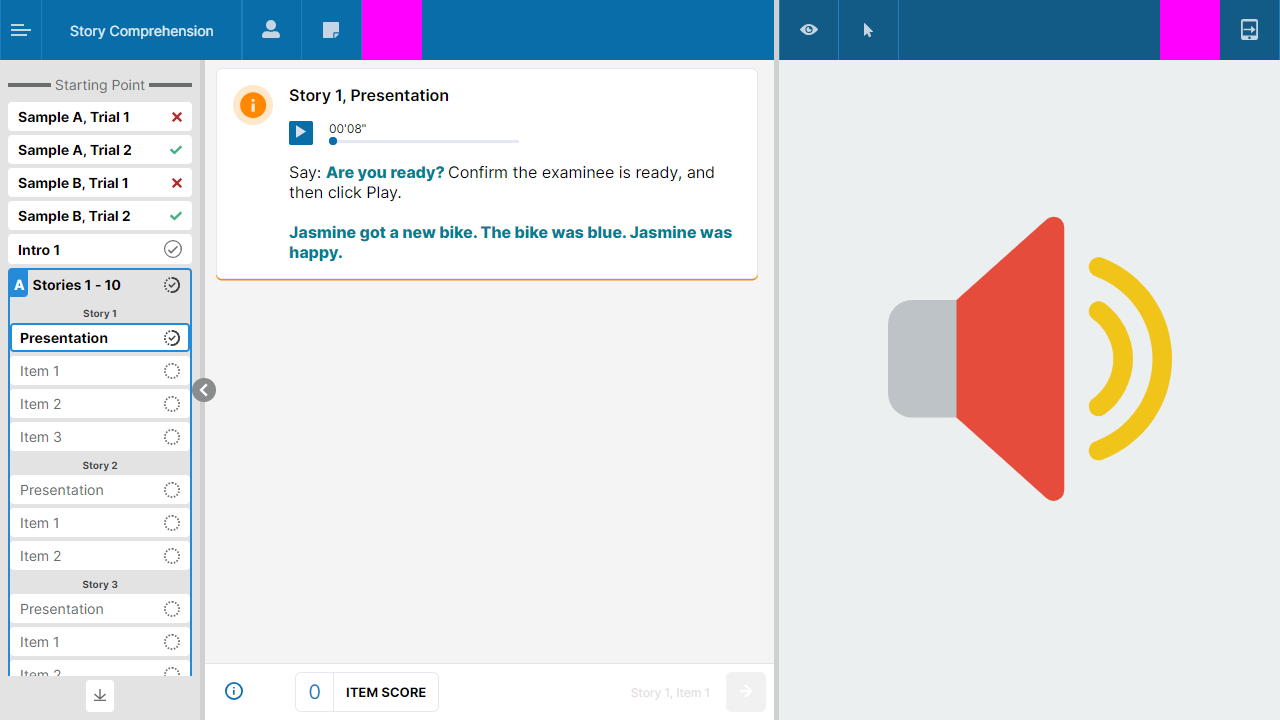 Story Comprehension
Starting Point
Sample A, Trial 1
Sample A, Trial 2
Sample B, Trial 1
Sample B, Trial 2
Intro 1
A Stories 1 - 10
Story 1
Presentation
Item 1
Item 2
Item 3
Story 2
Presentation
Item 1
Item 2
Story 3
Presentation
Item 1
Item 2
Story 1, Presentation
00'08"
Say: Are you ready? Confirm the examinee is ready, and
then click Play.
Jasmine got a new bike. The bike was blue. Jasmine was
happy.
0 ITEM SCORE
Story 1, Item 1